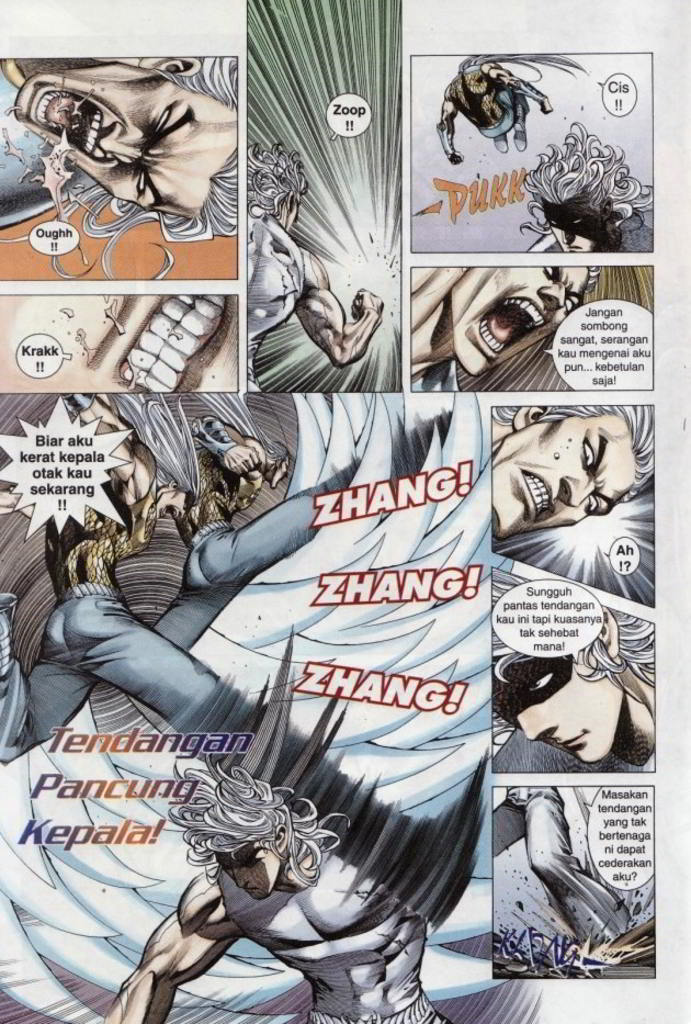 Oughh
!!
Krakk
!!
Zoop
!!
Cis
!!
PUKK
Jangan
sombong
sangat, serangan
kau mengenai aku
pun... kebetulan
saja!
Biar aku
kerat kepala
otak kau
sekarang
!!
ZHANG!
ZHANG!
ZHANG!
Tendangan
Pancung
Kepala!
Ah
!?
Sungguh
pantas tendangan
kau ini tapi kuasanya
tak sehebat
mana!
Masakan
tendangan
yang tak
bertenaga
ni dapat
cederakan
aku?